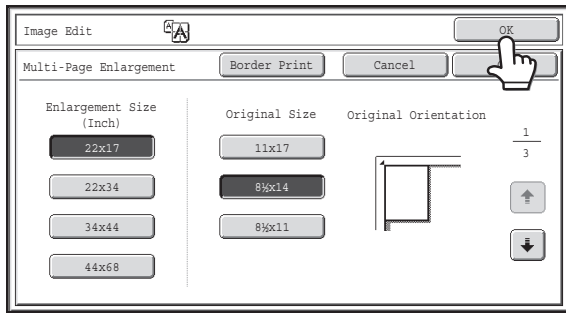 Image Edit
OK
Multi-Page Enlargement
Border Print
Cancel
Enlargement Size
(Inch)
Original Size
Original Orientation
22x17
11x17
1
3
22x34
8½x14
34x44
8½x11
44x68